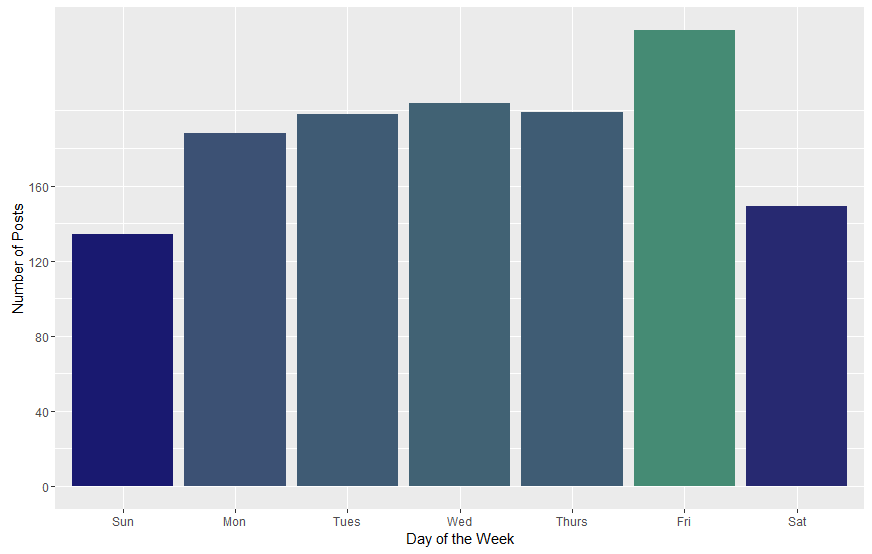 Number of Posts
160
120
80
40
0
Sun Mon Tues Wed Thurs Fri Sat
Day of the Week